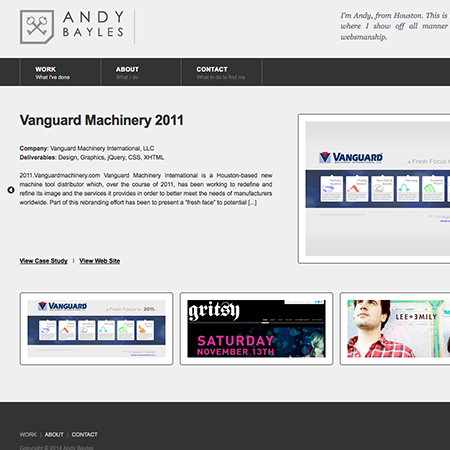 ANDY
BAYLES
I'm Andy, from Houston. This is
where I show off all manner
websmanship.
WORK
What I've done
ABOUT
What I do
CONTACT
What to do to find me
Vanguard Machinery 2011
Company: Vanguard Machinery International, LLC
Deliverables: Design, Graphics, jQuery, CSS, XHTML
2011.Vanguardmachinery.com Vanguard Machinery International is a Houston-based new
machine tool distributor which, over the course of 2011, has been working to redefine and
refine its image and the services it provides in order to better meet the needs of manufacturers
worldwide. Part of this rebranding effort has been to present a "fresh face" to potential [...]
View Case Study | View Web Site
VANGUARD
a Fresh Focus fo
VANGUARD
a Fresh Focus for 2011.
gritsy
SATURDAY
NOVEMBER 13TH
LEE+3MILY
WORK | ABOUT | CONTACT
Copyright © 2014 Andy Bayles